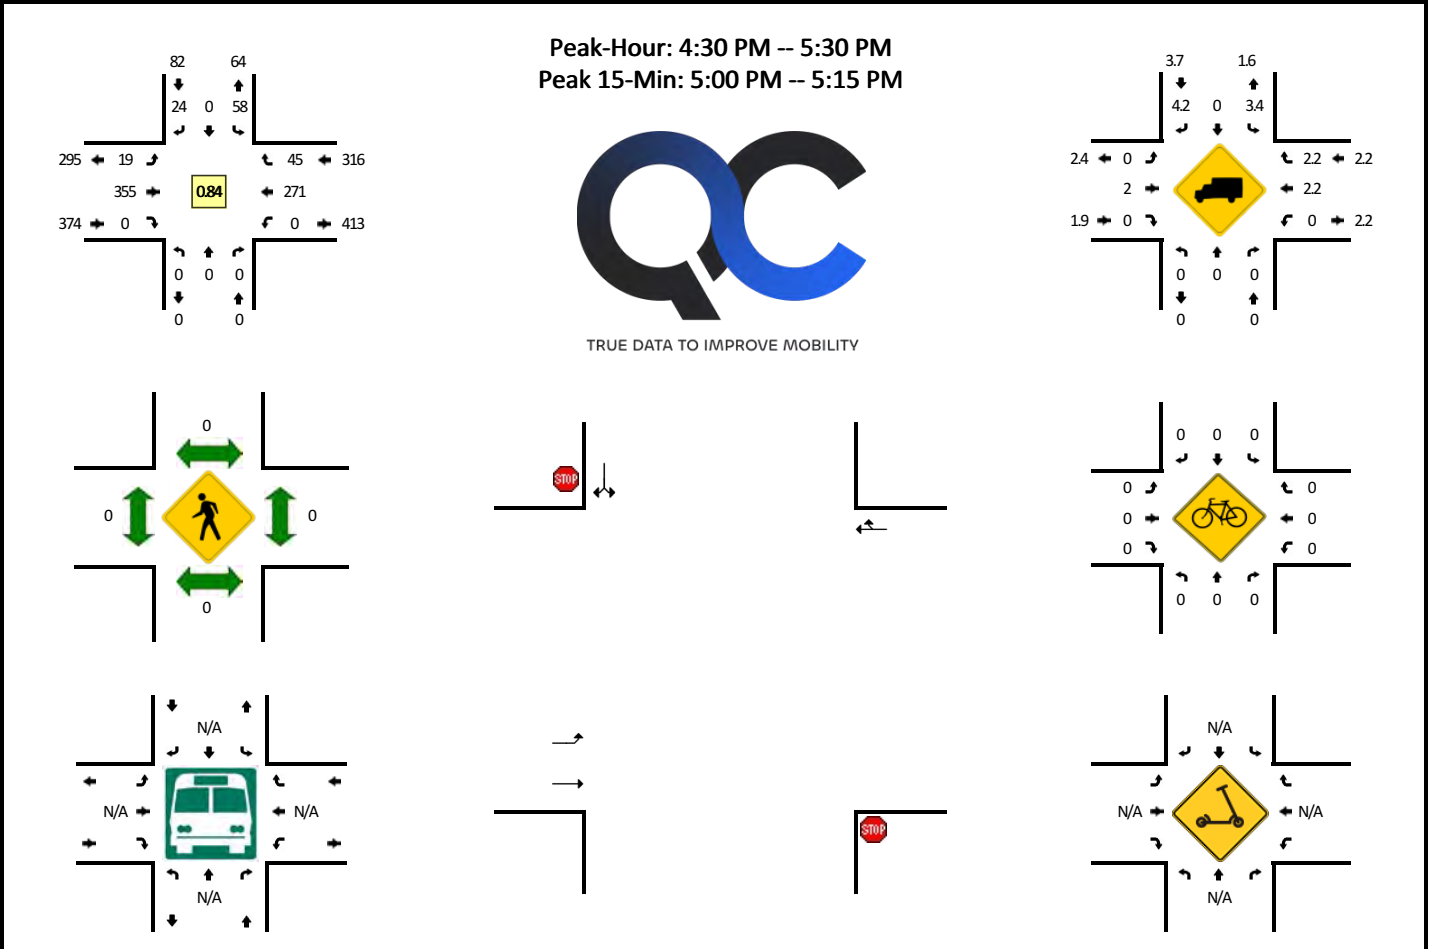 Peak-Hour: 4:30 PM -- 5:30 PM
Peak 15-Min: 5:00 PM -- 5:15 PM
82 64
24 0 58
295 19 45 316
355 0.84 271
374 0 0 413
0 0 0
0 0
TRUE DATA TO IMPROVE MOBILITY
3.7 1.6
4.2 0 3.4
2.4 0 2.2 2.2
2 2.2
1.9 0 0 2.2
0 0 0
0 0
0
0 0
0
STOP
STOP
0 0 0
0 0
0 0
0 0
0 0 0
N/A
N/A N/A
N/A
N/A
N/A N/A
N/A